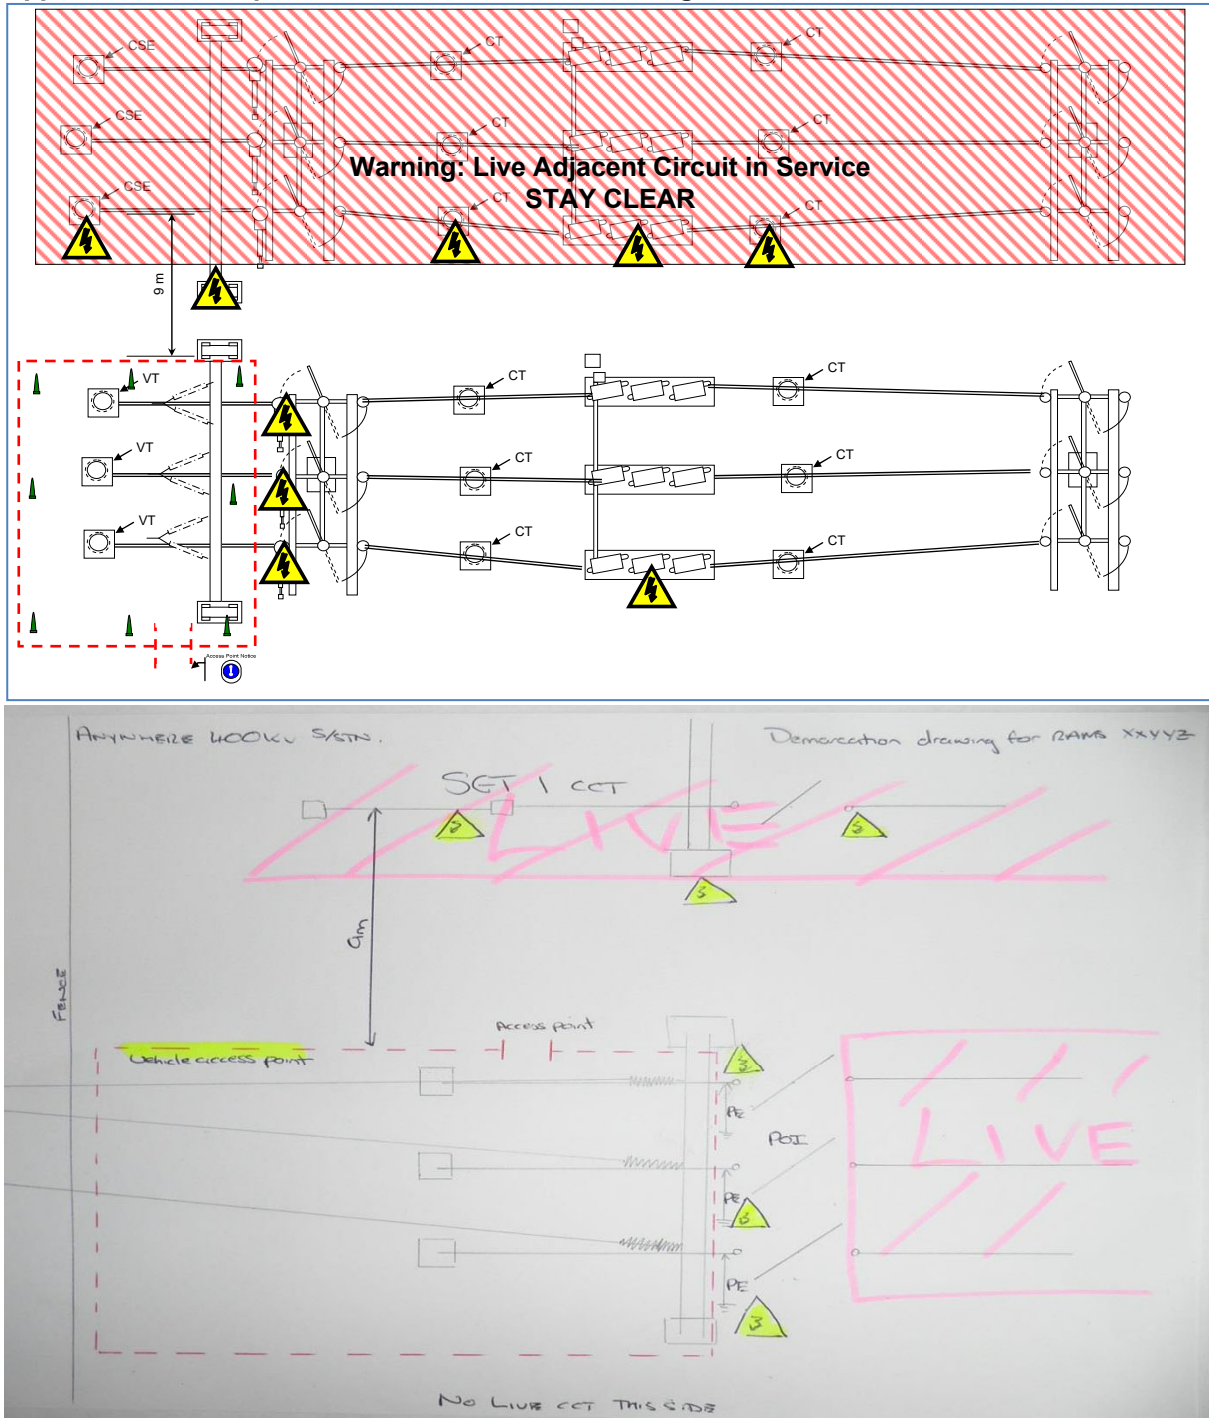 CSE
CT
CT
CSE
CT
CT
Warning: Live Adjacent Circuit in Service
STAY CLEAR
CSE
CT
CT
9 m
VT
CT
CT
VT
CT
CT
VT
CT
CT
Access Point Notice
ANYWHERE 400KV S/STN.
Demarcation drawing for RAMS XXYYZ
SET 1 CCT
LIVE
9m
FENCE
Access point
Vehicle access point
PE
POI
LIVE
PE
PE
NO LIVE CCT THIS SIDE